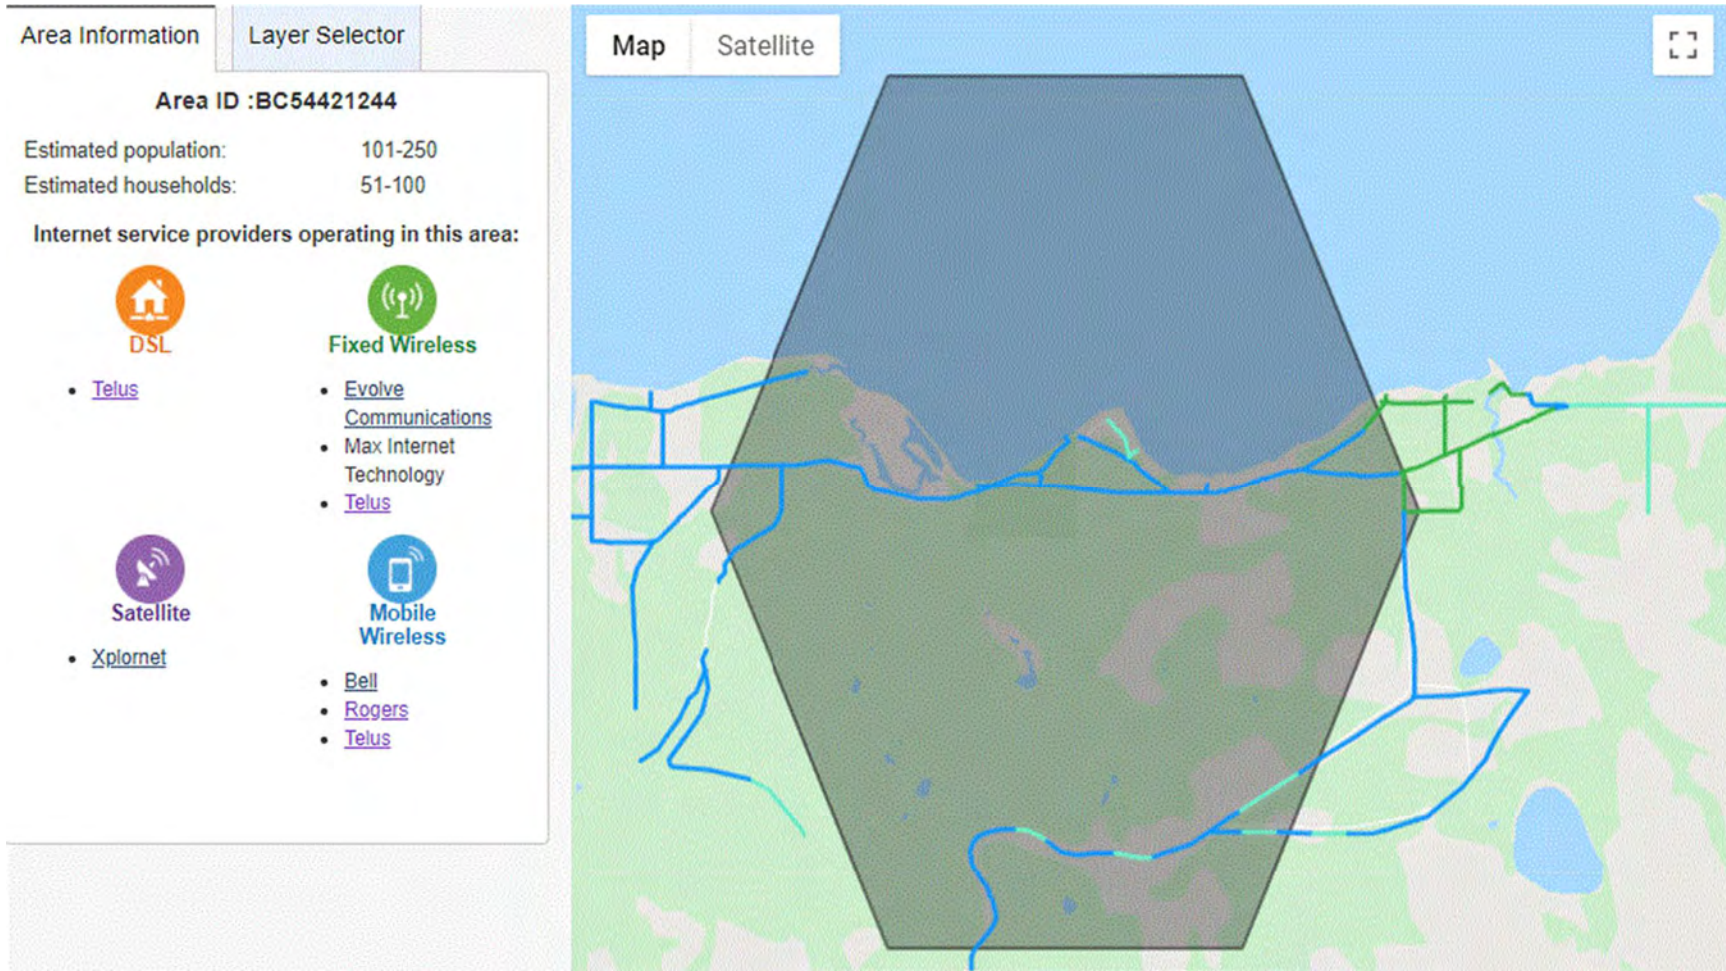 Area Information
Layer Selector
Area ID :BC54421244
Estimated population: 101-250
Estimated households: 51-100
Internet service providers operating in this area:
DSL
Telus
Fixed Wireless
Evolve
Communications
Max Internet
Technology
Telus
Satellite
Xplornet
Mobile
Wireless
Bell
Rogers
Telus
Map
Satellite